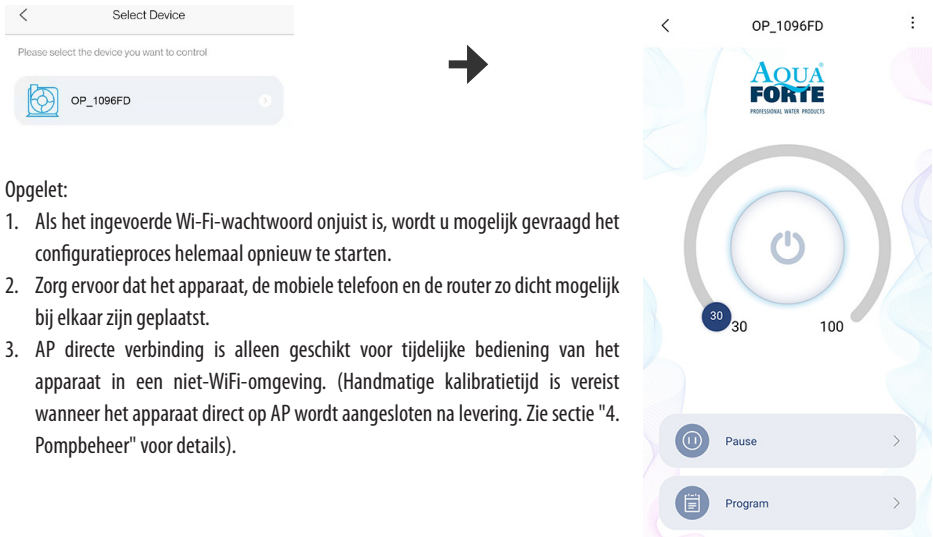 Select Device
Please select the device you want to control
OP_1096FD
Opgelet:
1. Als het ingevoerde Wi-Fi-wachtwoord onjuist is, wordt u mogelijk gevraagd het
configuratieproces helemaal opnieuw te starten.
2. Zorg ervoor dat het apparaat, de mobiele telefoon en de router zo dicht mogelijk
bij elkaar zijn geplaatst.
3. AP directe verbinding is alleen geschikt voor tijdelijke bediening van het
apparaat in een niet-WiFi-omgeving. (Handmatige kalibratietijd is vereist
wanneer het apparaat direct op AP wordt aangesloten na levering. Zie sectie "4.
Pompbeheer" voor details).
OP_1096FD
AQUA
FORTE
PROFESSIONAL WATER PRODUCTS
30
30 100
Pause
Program